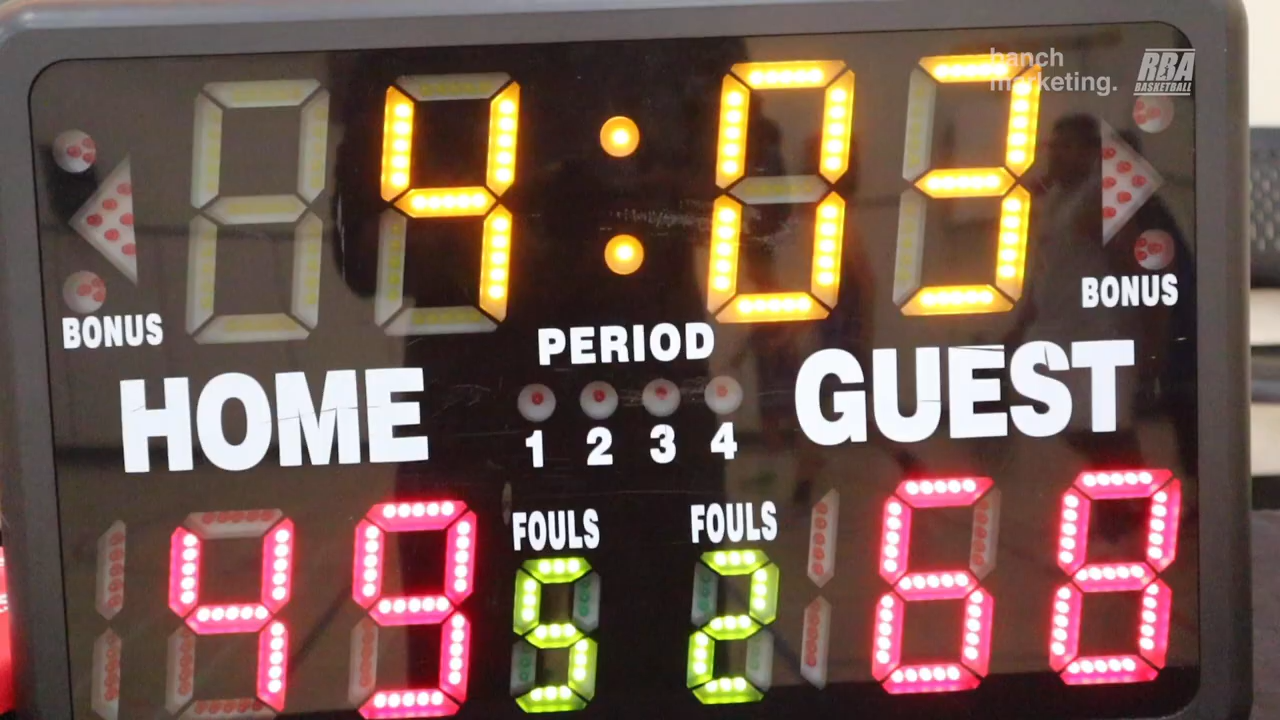 hanch
marketing.
RBA
BASKETBALL
4:03
BONUS
BONUS
PERIOD
HOME
GUEST
1 2 3 4
FOULS
FOULS
49
5
2
68